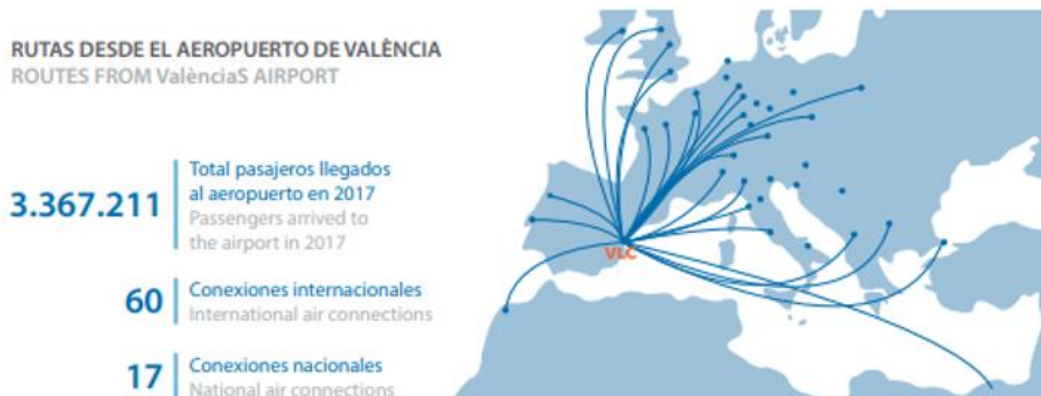 RUTAS DESDE EL AEROPUERTO DE VALÈNCIA
ROUTES FROM ValènciaS AIRPORT
3.367.211
Total pasajeros llegados
al aeropuerto en 2017
Passengers arrived to
the airport in 2017
60
Conexiones internacionales
International air connections
17
Conexiones nacionales
National air connections
VLC